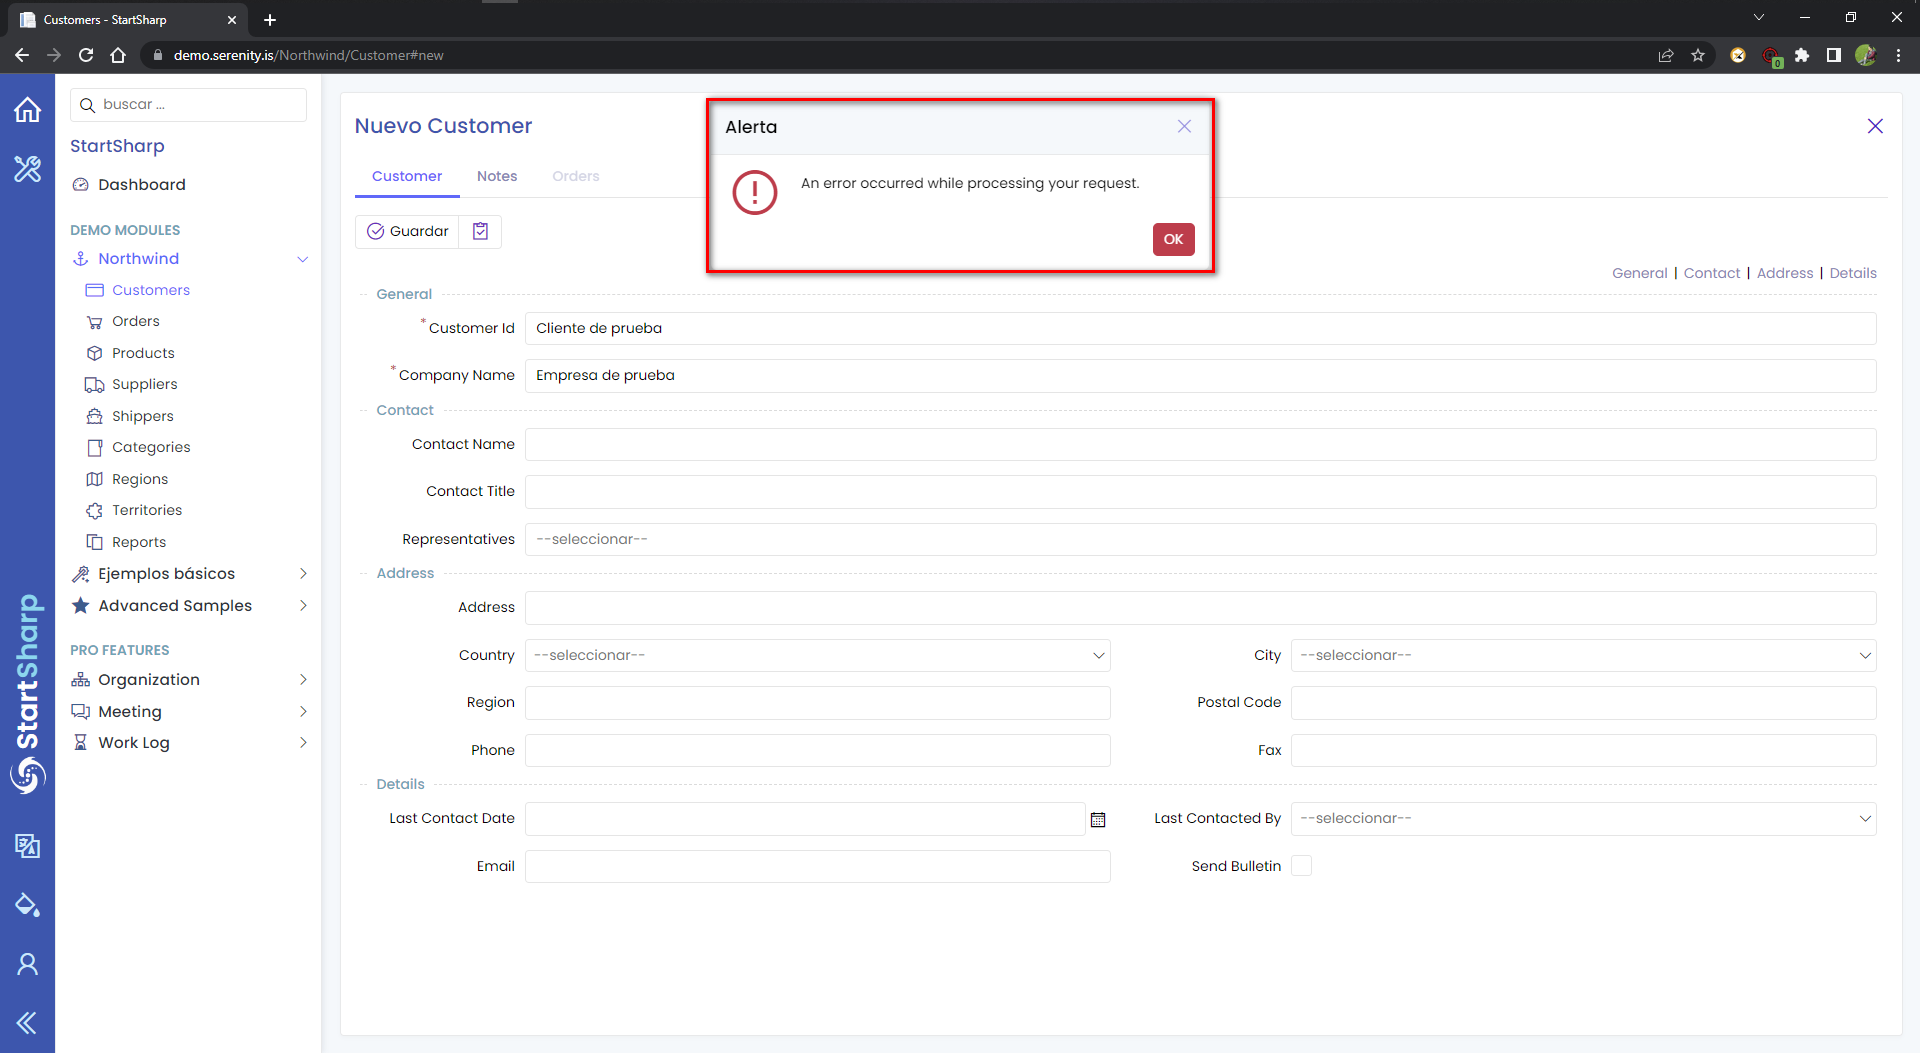 Customers - StartSharp
demo.serenity.is/Northwind/Customer#new
0
buscar ...
StartSharp
Dashboard
DEMO MODULES
Northwind
Customers
Orders
Products
Suppliers
Shippers
Categories
Regions
Territories
Reports
Ejemplos básicos
Advanced Samples
PRO FEATURES
Organization
Meeting
Work Log
StartSharp
Nuevo Customer
Customer Notes Orders
Guardar
Alerta
An error occurred while processing your request.
OK
General | Contact | Address | Details
General
*Customer Id Cliente de prueba
*Company Name Empresa de prueba
Contact
Contact Name
Contact Title
Representatives --seleccionar--
Address
Address
Country --seleccionar-- City --seleccionar--
Region Postal Code
Phone Fax
Details
Last Contact Date Last Contacted By --seleccionar--
Email Send Bulletin